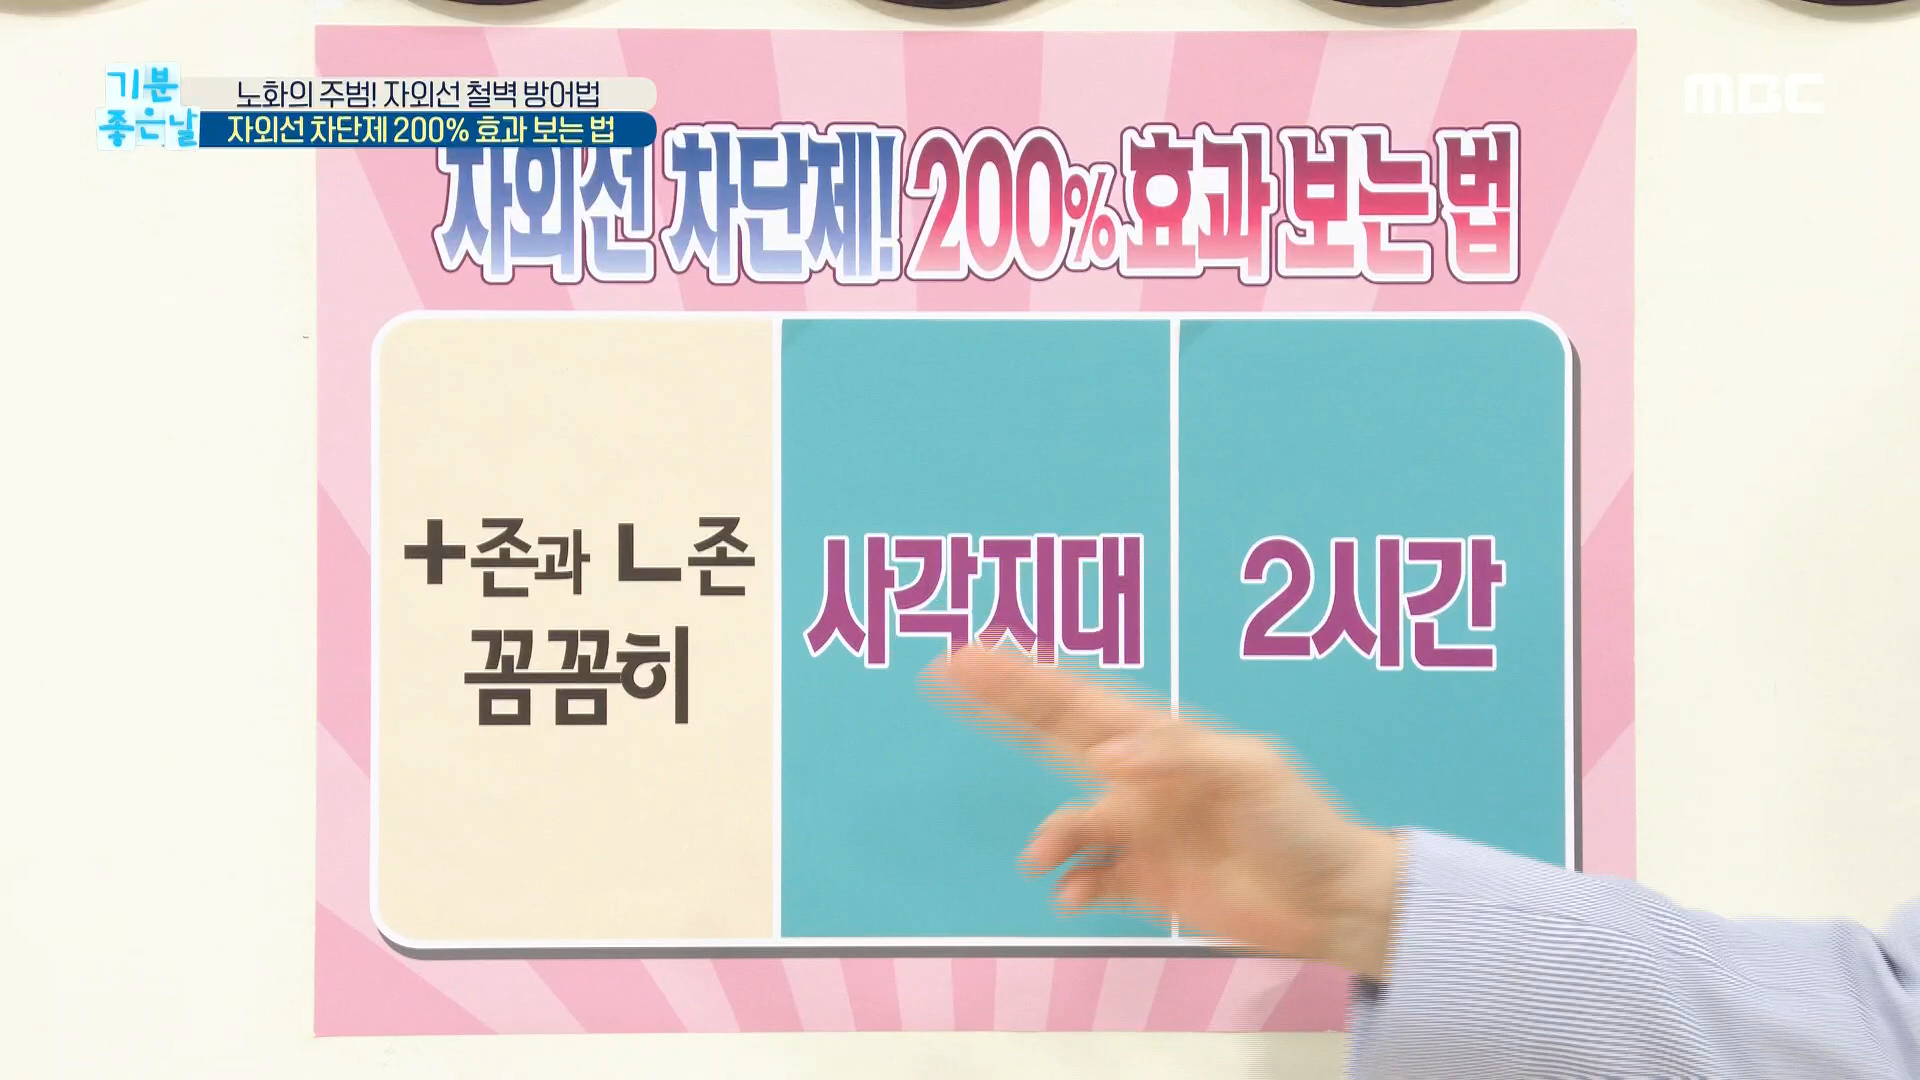 기분
좋은날
노화의 주범! 자외선 철벽 방어법
자외선 차단제 200% 효과 보는 법
MBC
자외선 차단제! 200% 효과 보는 법
+존과 ㄴ존
꼼꼼히
사각지대
2시간